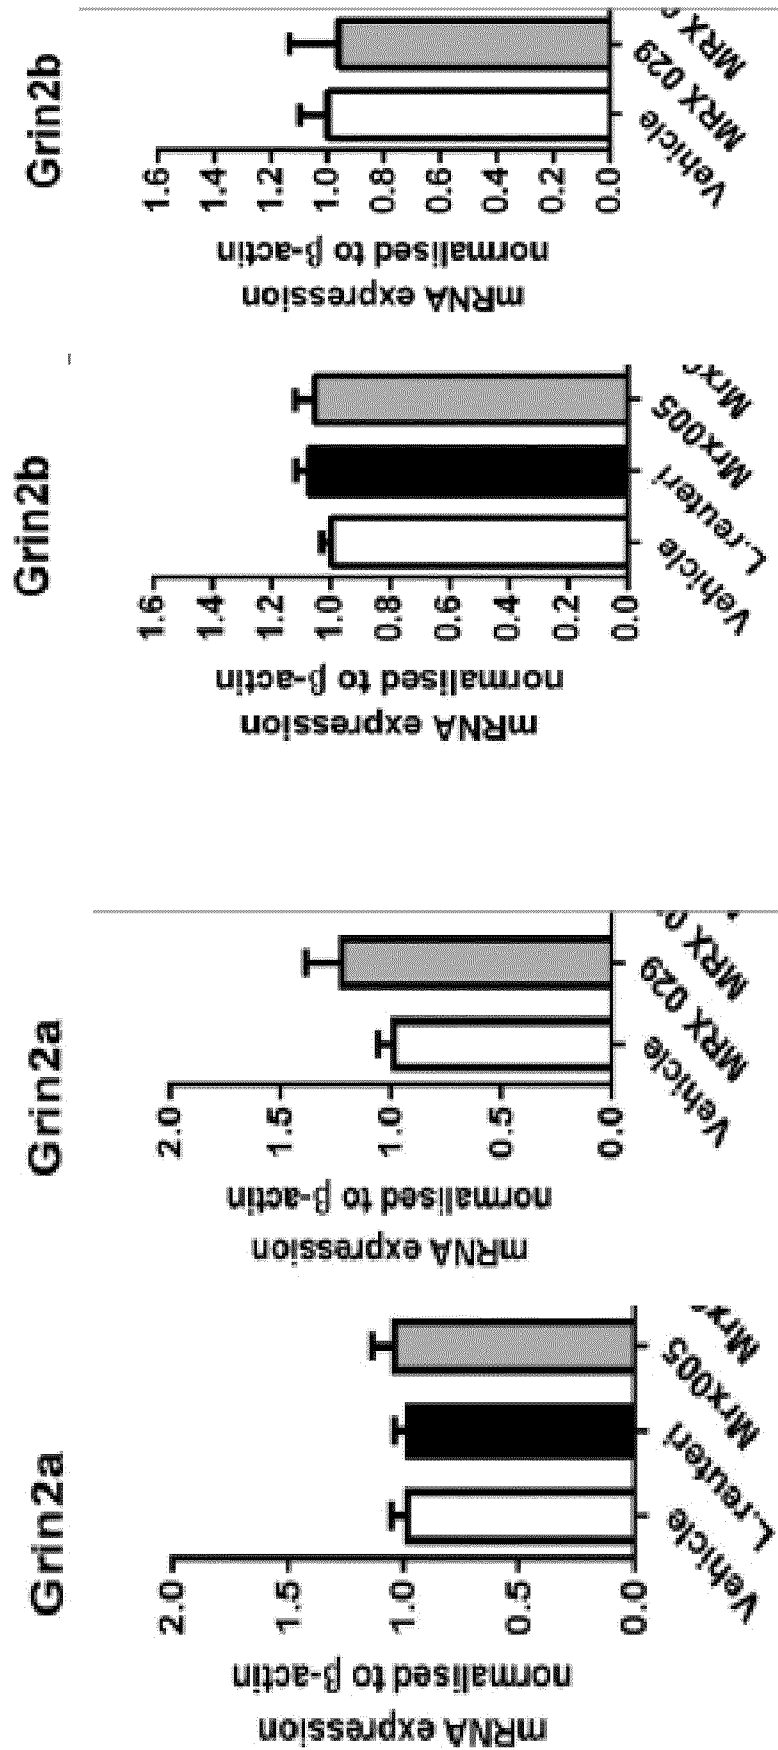 Grin2a
mRNA expression
normalised to β-actin
2.0
1.5
1.0
0.5
0.0
Vehicle
L.reuteri
Mrx005
Grin2a
mRNA expression
normalised to β-actin
2.0
1.5
1.0
0.5
0.0
Vehicle
MRX 029
MRX
Grin2b
mRNA expression
normalised to β-actin
1.6
1.4
1.2
1.0
0.8
0.6
0.4
0.2
0.0
Vehicle
L.reuteri
Mrx005
Grin2b
mRNA expression
normalised to β-actin
1.6
1.4
1.2
1.0
0.8
0.6
0.4
0.2
0.0
Vehicle
MRX 029
MRX